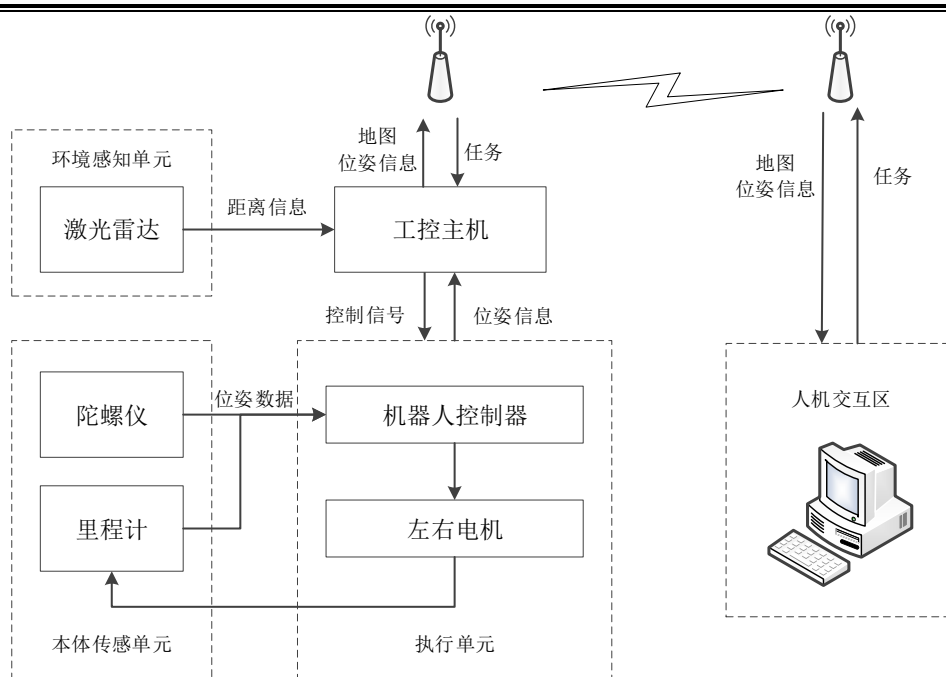 地图
位姿信息
任务
环境感知单元
激光雷达
距离信息
工控主机
地图
位姿信息
任务
控制信号
位姿信息
陀螺仪
位姿数据
机器人控制器
人机交互区
里程计
左右电机
本体传感单元
执行单元